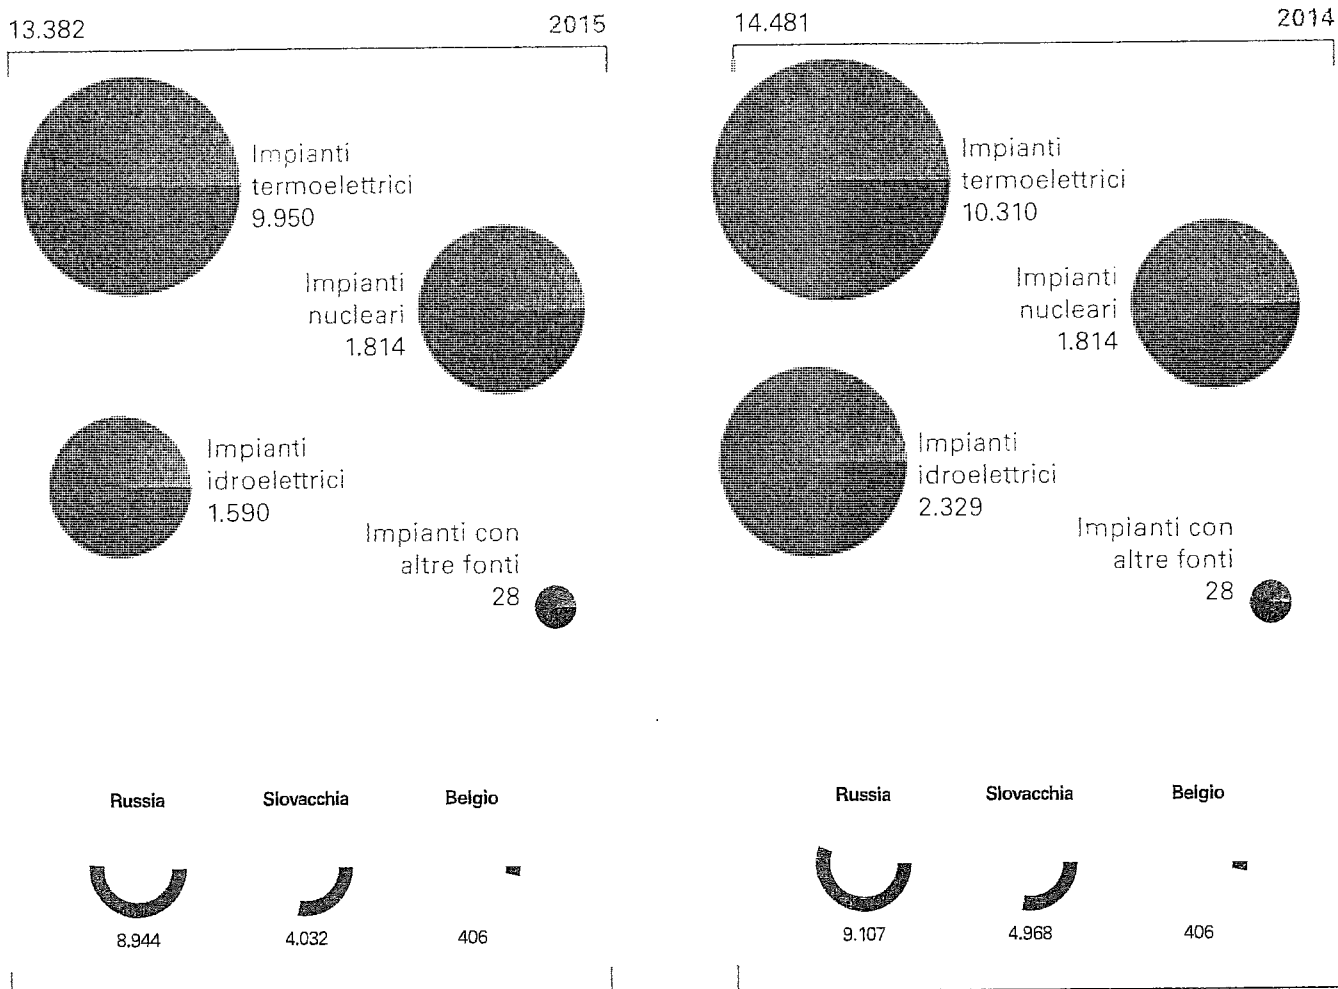 13.382 2015
Impianti
termoelettrici
9.950
Impianti
nucleari
1.814
Impianti
idroelettrici
1.590
Impianti con
altre fonti
28
Russia Slovacchia Belgio
8.944 4.032 406
14.481 2014
Impianti
termoelettrici
10.310
Impianti
nucleari
1.814
Impianti
idroelettrici
2.329
Impianti con
altre fonti
28
Russia Slovacchia Belgio
9.107 4.968 406